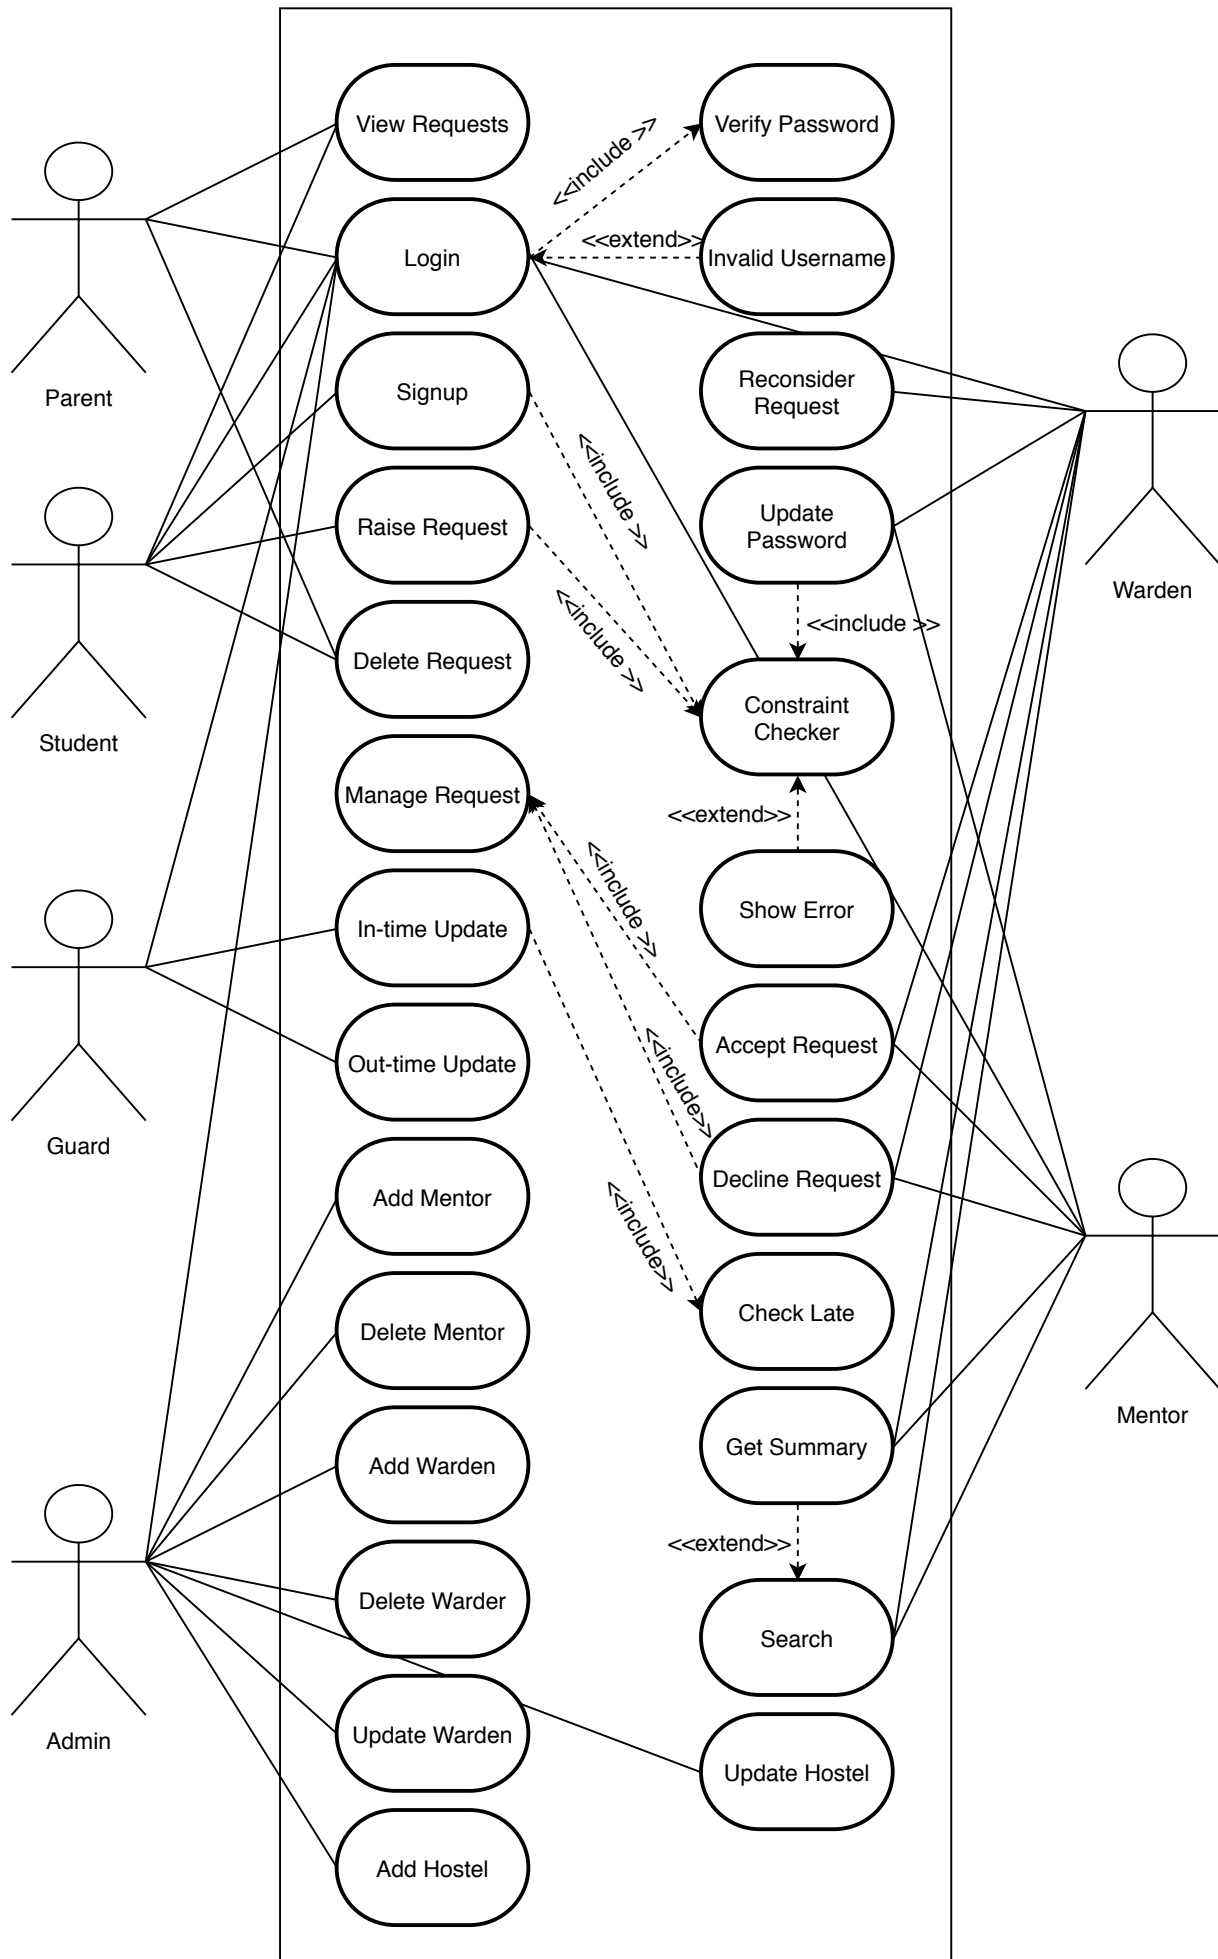 View Requests
Verify Password
<<include >>
Login
<<extend>>
Invalid Username
Parent
Signup
Reconsider
Request
<<include >>
Raise Request
Update
Password
Warden
<<include >>
<<include >>
Delete Request
Student
Constraint
Checker
Manage Request
<<extend>>
<<include >>
In-time Update
Show Error
Out-time Update
Accept Request
<<include>>
Guard
Add Mentor
Decline Request
<<include>>
Delete Mentor
Check Late
Mentor
Add Warden
Get Summary
<<extend>>
Delete Warder
Search
Admin
Update Warden
Update Hostel
Add Hostel